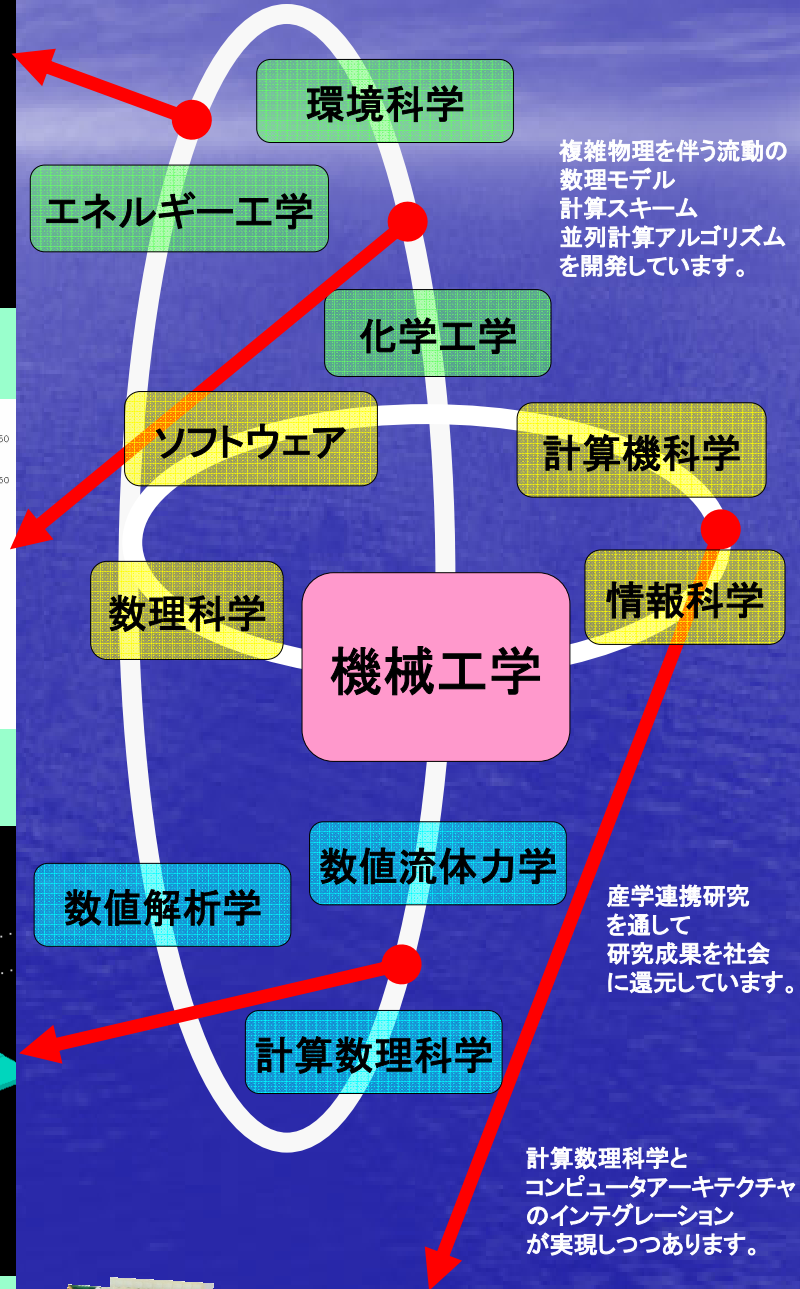 環境科学
複雑物理を伴う流動の
数理モデル
計算スキーム
並列計算アルゴリズム
を開発しています。
エネルギー工学
化学工学
ソフトウェア
計算機科学
数理科学
情報科学
機械工学
数値流体力学
数値解析学
産学連携研究
を通して
研究成果を社会
に還元しています。
計算数理科学
計算数理科学と
コンピュータアーキテクチャ
のインテグレーション
が実現しつつあります。